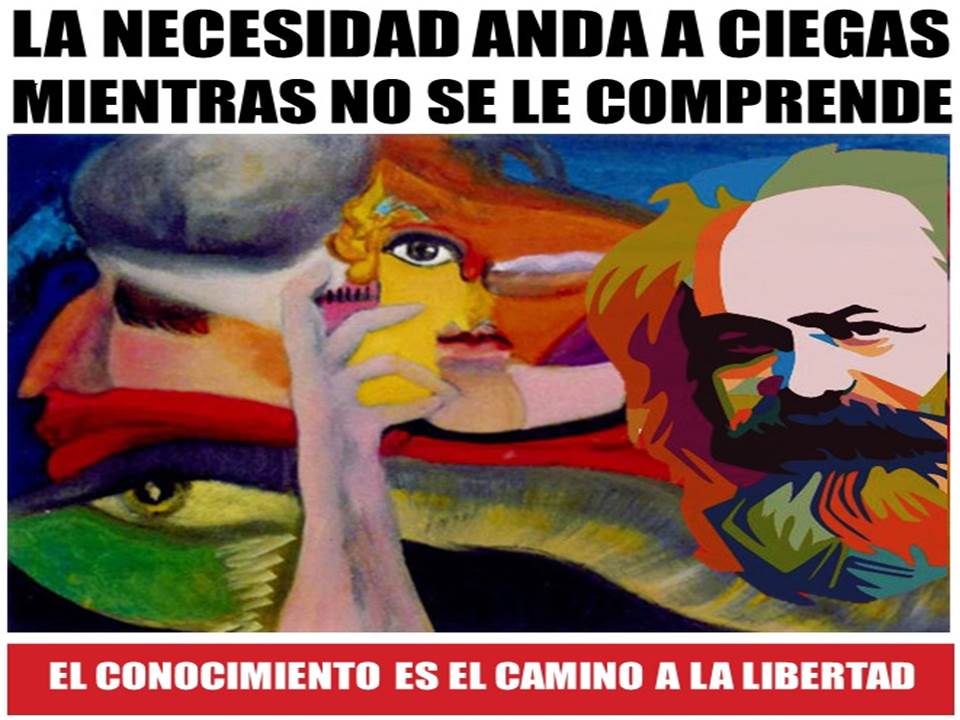 LA NECESIDAD ANDA A CIEGAS
MIENTRAS NO SE LE COMPRENDE
EL CONOCIMIENTO ES EL CAMINO A LA LIBERTAD